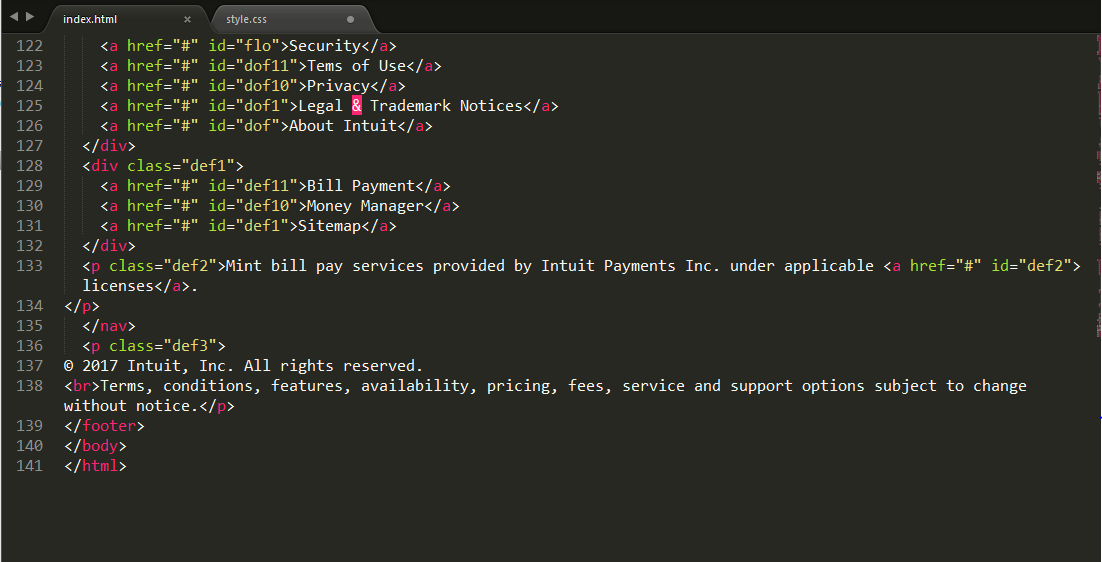 index.html × style.css
122 <a href="#" id="flo">Security</a>
123 <a href="#" id="dof11">Tems of Use</a>
124 <a href="#" id="dof10">Privacy</a>
125 <a href="#" id="dof1">Legal & Trademark Notices</a>
126 <a href="#" id="dof">About Intuit</a>
127 </div>
128 <div class="def1">
129 <a href="#" id="def11">Bill Payment</a>
130 <a href="#" id="def10">Money Manager</a>
131 <a href="#" id="def1">Sitemap</a>
132 </div>
133 <p class="def2">Mint bill pay services provided by Intuit Payments Inc. under applicable <a href="#" id="def2">
licenses</a>.
134 </p>
135 </nav>
136 <p class="def3">
137 © 2017 Intuit, Inc. All rights reserved.
138 <br>Terms, conditions, features, availability, pricing, fees, service and support options subject to change
without notice.</p>
139 </footer>
140 </body>
141 </html>